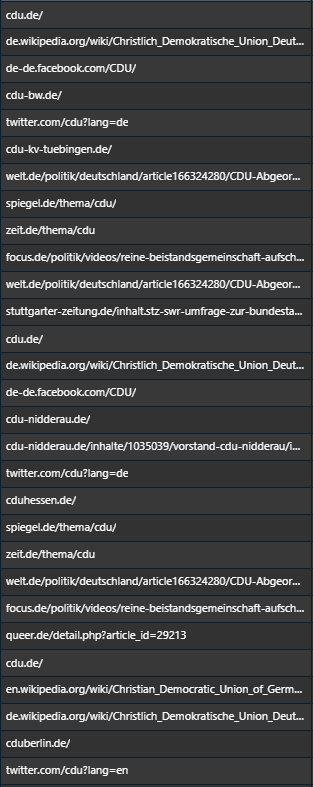 cdu.de/
de.wikipedia.org/wiki/Christlich_Demokratische_Union_Deut...
de-de.facebook.com/CDU/
cdu-bw.de/
twitter.com/cdu?lang=de
cdu-kv-tuebingen.de/
welt.de/politik/deutschland/article166324280/CDU-Abgeor...
spiegel.de/thema/cdu/
zeit.de/thema/cdu
focus.de/politik/videos/reine-beistandsgemeinschaft-aufsch...
welt.de/politik/deutschland/article166324280/CDU-Abgeor...
stuttgarter-zeitung.de/inhalt.stz-swr-umfrage-zur-bundesta...
cdu.de/
de.wikipedia.org/wiki/Christlich_Demokratische_Union_Deut...
de-de.facebook.com/CDU/
cdu-nidderau.de/
cdu-nidderau.de/inhalte/1035039/vorstand-cdu-nidderau/i...
twitter.com/cdu?lang=de
cduhessen.de/
spiegel.de/thema/cdu/
zeit.de/thema/cdu
welt.de/politik/deutschland/article166324280/CDU-Abgeor...
focus.de/politik/videos/reine-beistandsgemeinschaft-aufsch...
queer.de/detail.php?article_id=29213
cdu.de/
en.wikipedia.org/wiki/Christian_Democratic_Union_of_Germ...
de.wikipedia.org/wiki/Christlich_Demokratische_Union_Deut...
cduberlin.de/
twitter.com/cdu?lang=en